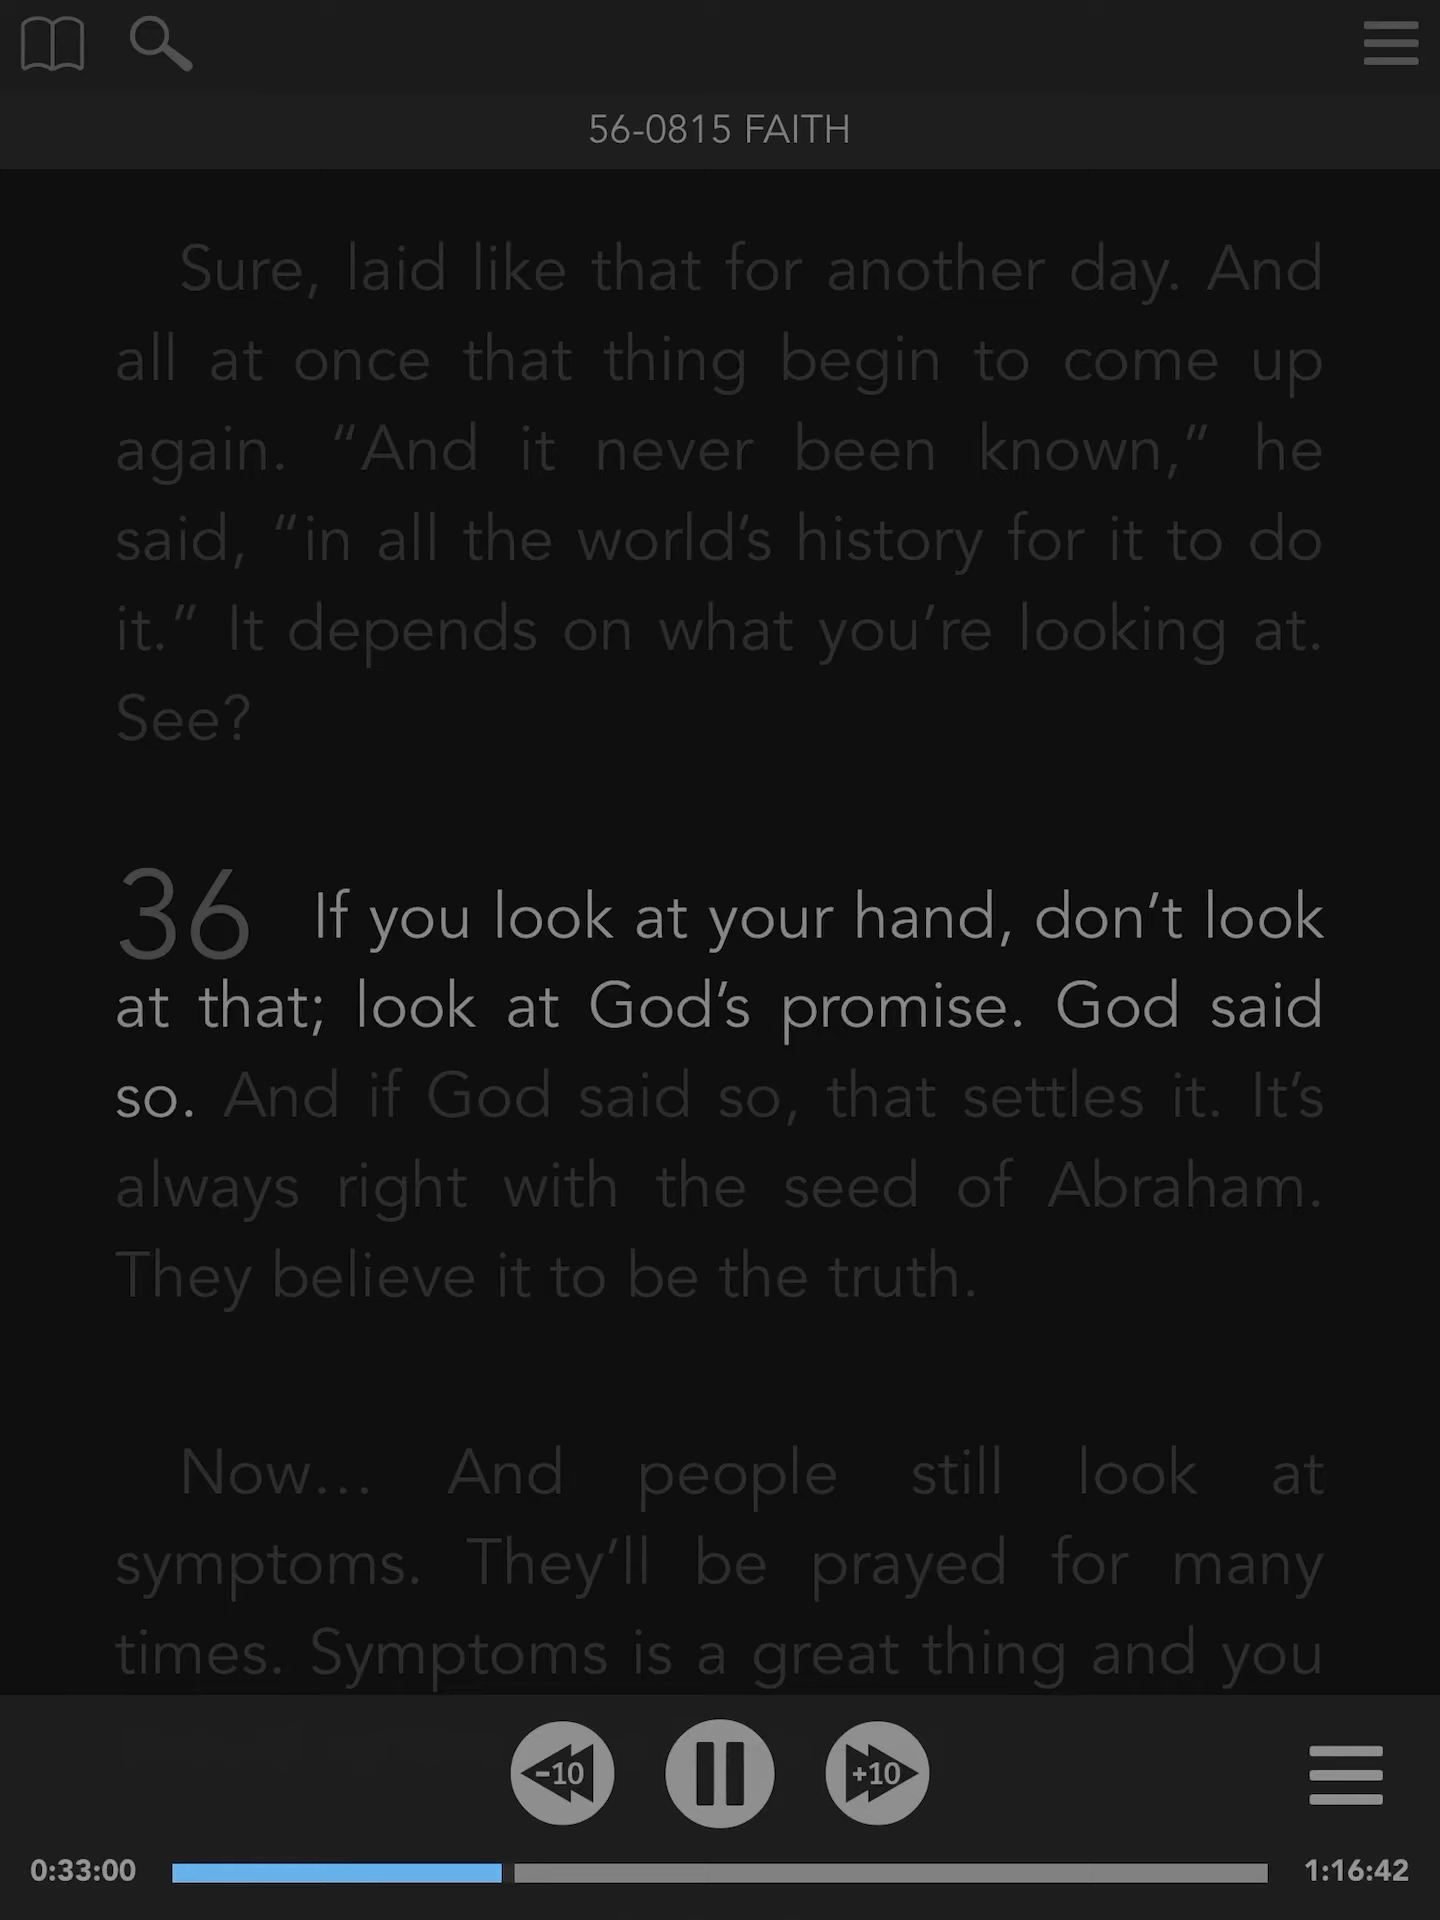 56-0815 FAITH
Sure, laid like that for another day. And
all at once that thing begin to come up
again. “And it never been known,” he
said, “in all the world’s history for it to do
it.” It depends on what you’re looking at.
See?
36 If you look at your hand, don’t look
at that; look at God’s promise. God said
so. And if God said so, that settles it. It’s
always right with the seed of Abraham.
They believe it to be the truth.
Now… And people still look at
symptoms. They’ll be prayed for many
times. Symptoms is a great thing and you
-10 +10
0:33:00 1:16:42